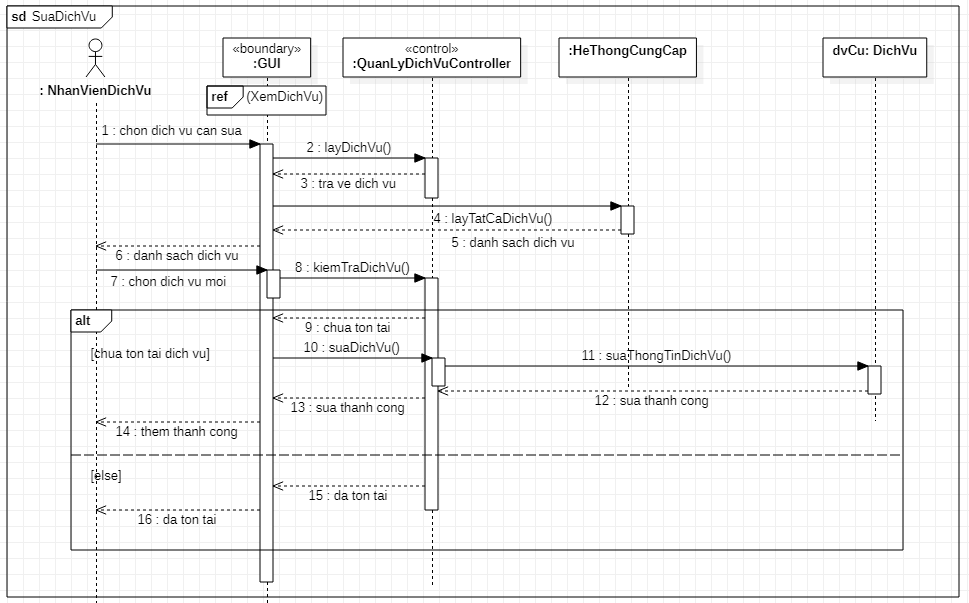 sd SuaDichVu
: NhanVienDichVu
«boundary»
:GUI
«control»
:QuanLyDichVuController
:HeThongCungCap
dvCu: DichVu
ref (XemDichVu)
1 : chon dich vu can sua
2 : layDichVu()
3 : tra ve dich vu
4 : layTatCaDichVu()
5 : danh sach dich vu
6 : danh sach dich vu
7 : chon dich vu moi
8 : kiemTraDichVu()
alt
9 : chua ton tai
[chua ton tai dich vu]
10 : suaDichVu()
11 : suaThongTinDichVu()
12 : sua thanh cong
13 : sua thanh cong
14 : them thanh cong
[else]
15 : da ton tai
16 : da ton tai